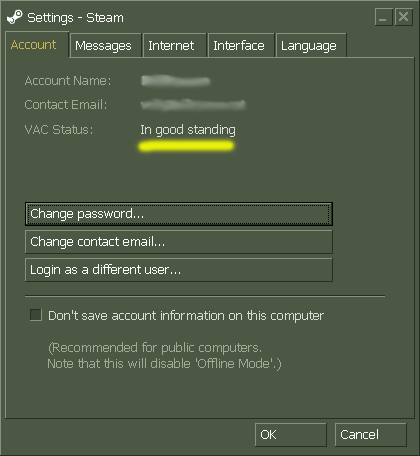 Settings - Steam
Account Messages Internet Interface Language
Account Name:
Contact Email:
VAC Status: In good standing
Change password...
Change contact email...
Login as a different user...
Don't save account information on this computer
(Recommended for public computers.
Note that this will disable 'Offline Mode'.)
OK Cancel